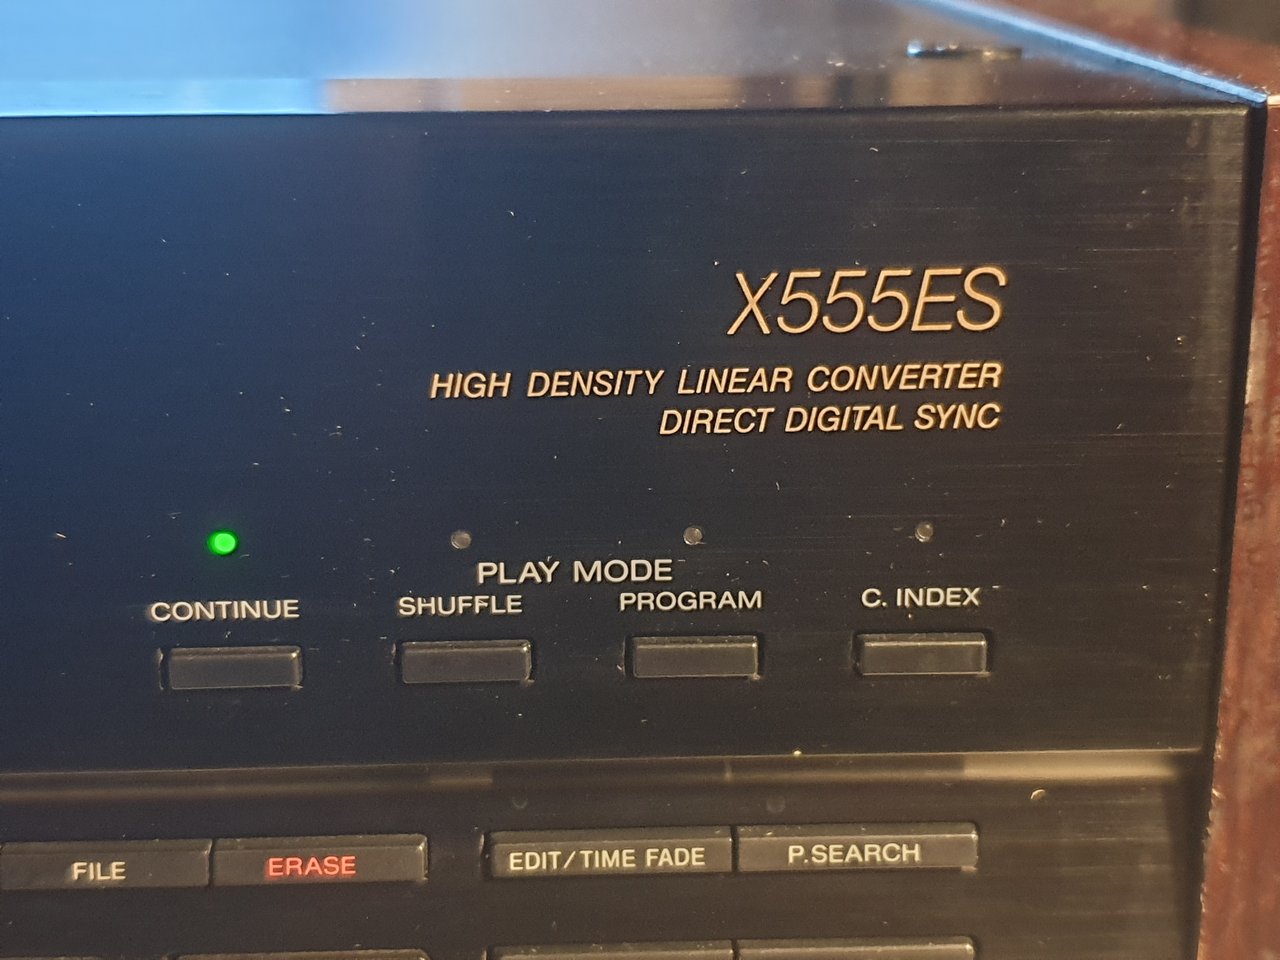 X555ES
HIGH DENSITY LINEAR CONVERTER
DIRECT DIGITAL SYNC
PLAY MODE
CONTINUE SHUFFLE PROGRAM C. INDEX
FILE ERASE EDIT/TIME FADE P.SEARCH